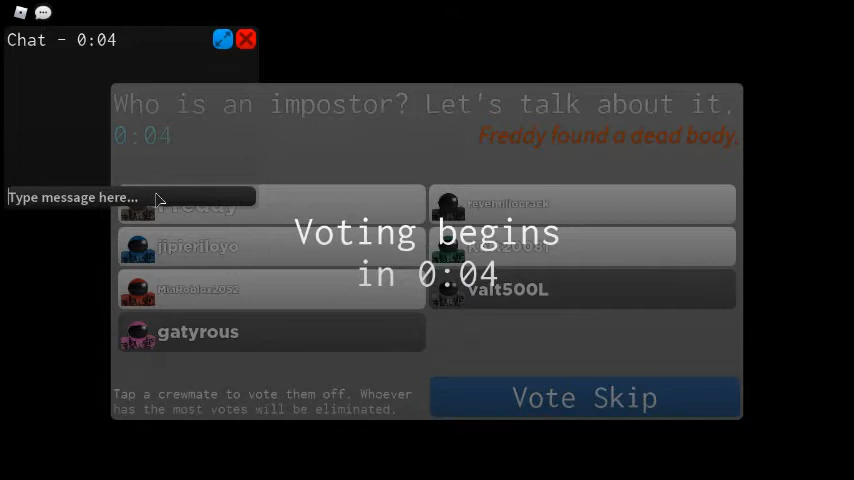 Chat - 0:04
Who is an impostor? Let's talk about it.
0:04
Freddy found a dead body.
Type message here...
Freddy
jipieriloyo
Voting begins
in 0:04
MiaRoblox2092
valt500L
gatyrous
Tap a crewmate to vote them off. Whoever
has the most votes will be eliminated.
Vote Skip